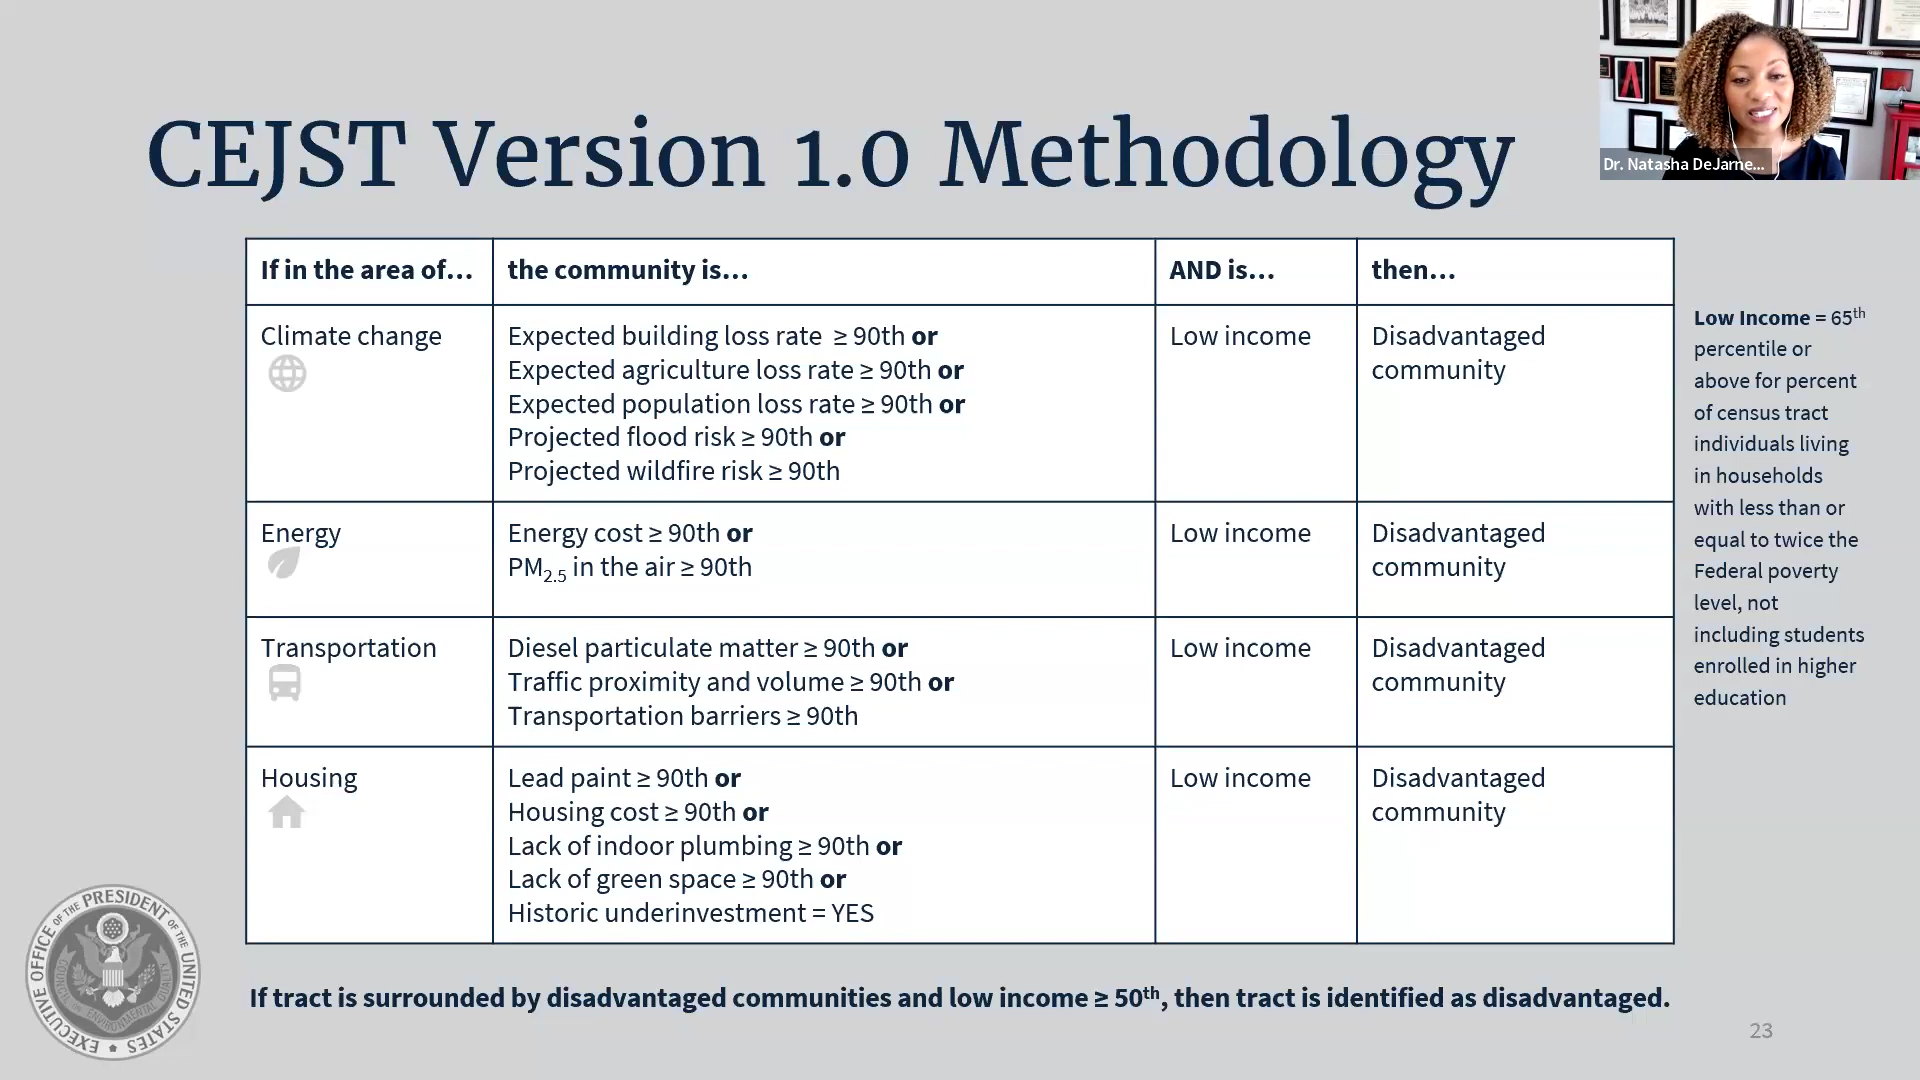 CEJST Version 1.0 Methodology
Dr. Natasha DeJarne...
If in the area of…
the community is…
AND is…
then…
Climate change
Expected building loss rate ≥ 90th or
Expected agriculture loss rate ≥ 90th or
Expected population loss rate ≥ 90th or
Projected flood risk ≥ 90th or
Projected wildfire risk ≥ 90th
Low income
Disadvantaged
community
Energy
Energy cost ≥ 90th or
PM2.5 in the air ≥ 90th
Low income
Disadvantaged
community
Transportation
Diesel particulate matter ≥ 90th or
Traffic proximity and volume ≥ 90th or
Transportation barriers ≥ 90th
Low income
Disadvantaged
community
Housing
Lead paint ≥ 90th or
Housing cost ≥ 90th or
Lack of indoor plumbing ≥ 90th or
Lack of green space ≥ 90th or
Historic underinvestment = YES
Low income
Disadvantaged
community
Low Income = 65th
percentile or
above for percent
of census tract
individuals living
in households
with less than or
equal to twice the
Federal poverty
level, not
including students
enrolled in higher
education
If tract is surrounded by disadvantaged communities and low income ≥ 50th, then tract is identified as disadvantaged.
EXECUTIVE OFFICE OF THE PRESIDENT OF THE UNITED STATES
COUNCIL ON ENVIRONMENTAL QUALITY
23